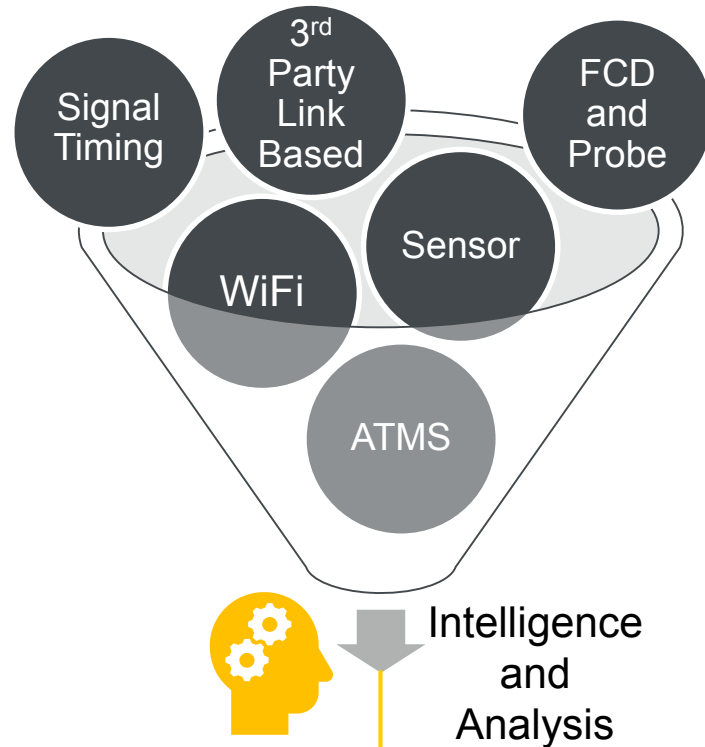 3rd
Party
Link
Based
Signal
Timing
FCD
and
Probe
WiFi
Sensor
ATMS
Intelligence
and
Analysis